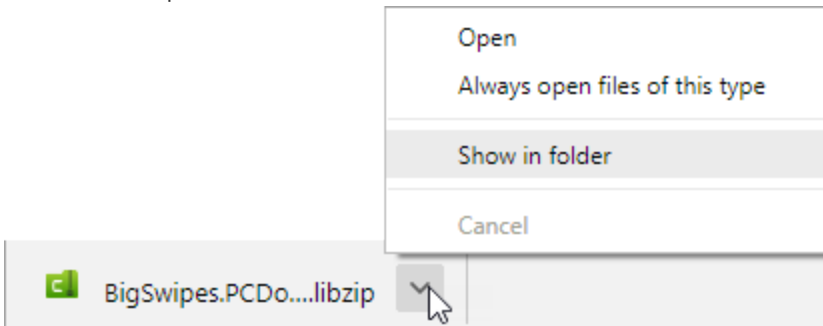 Open
Always open files of this type
Show in folder
Cancel
BigSwipes.PCDo....libzip